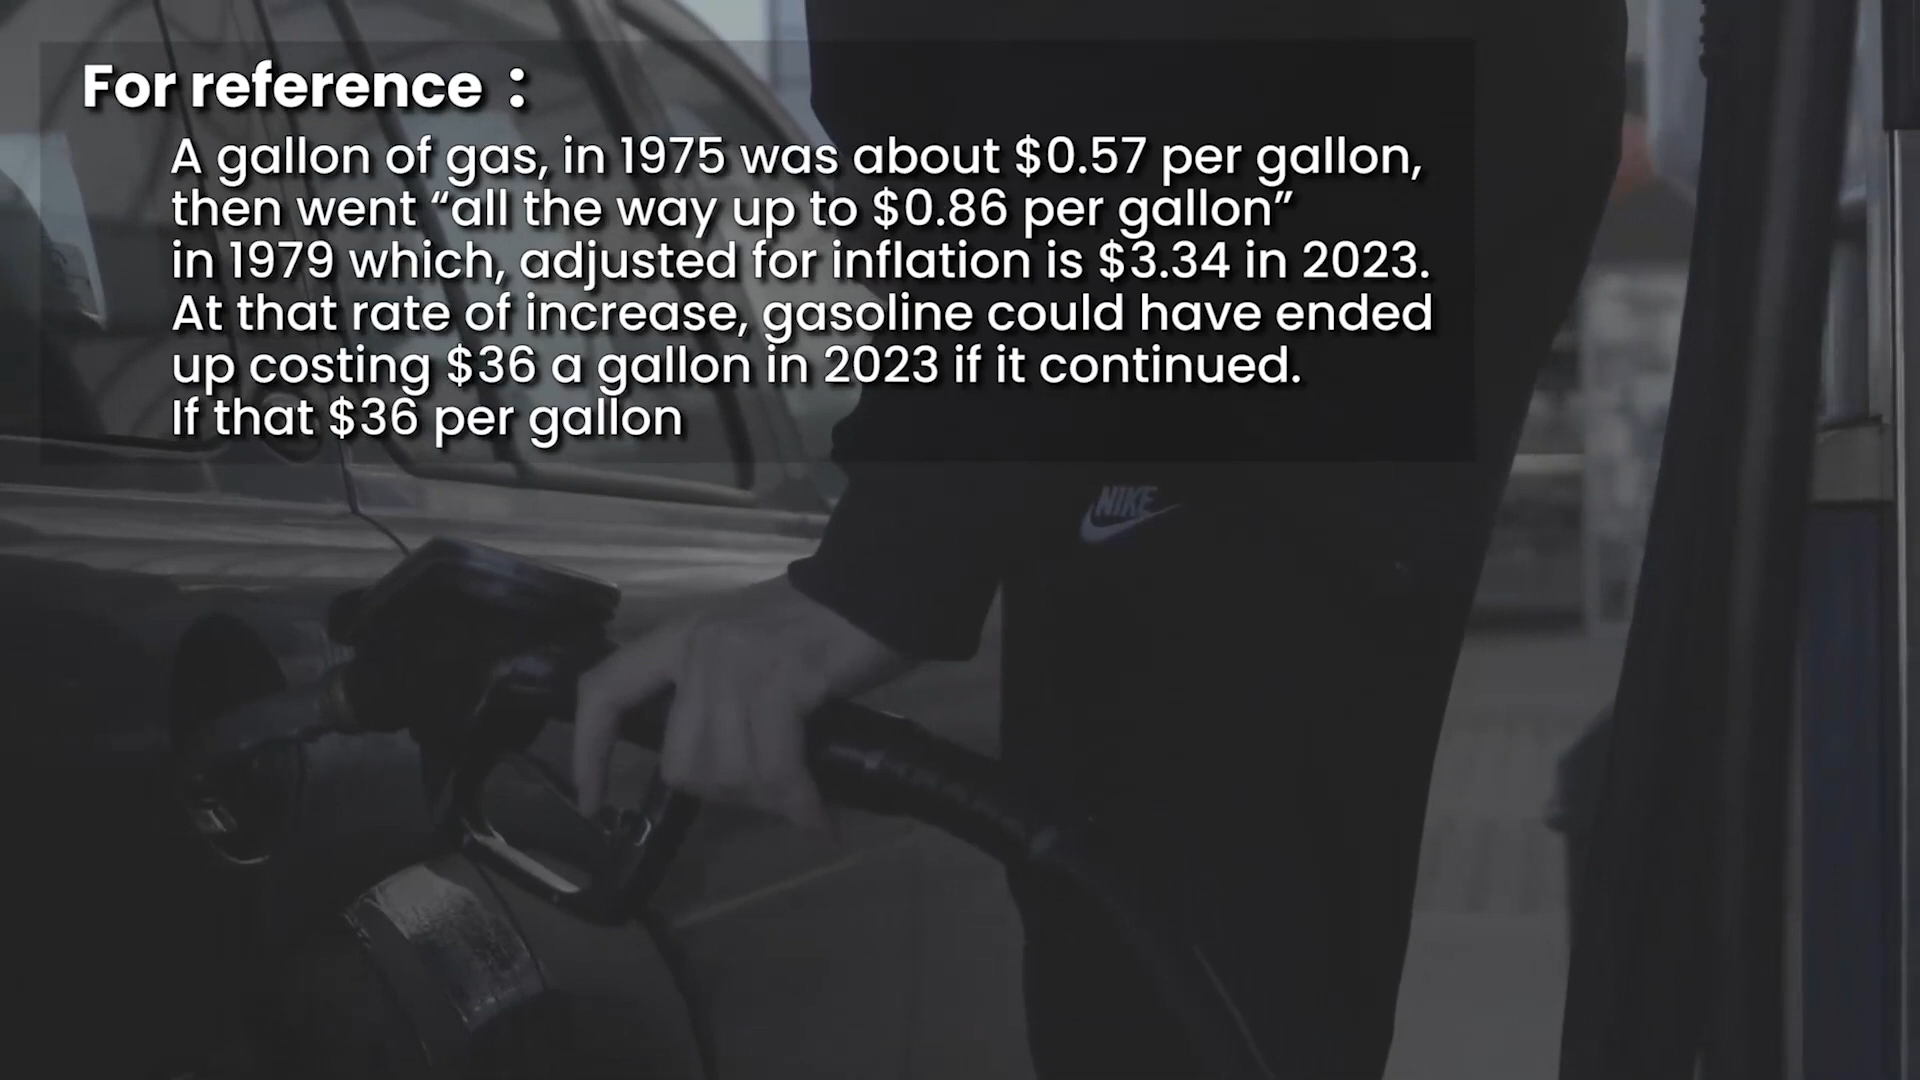 For reference :
A gallon of gas, in 1975 was about $0.57 per gallon,
then went “all the way up to $0.86 per gallon”
in 1979 which, adjusted for inflation is $3.34 in 2023.
At that rate of increase, gasoline could have ended
up costing $36 a gallon in 2023 if it continued.
If that $36 per gallon
NIKE